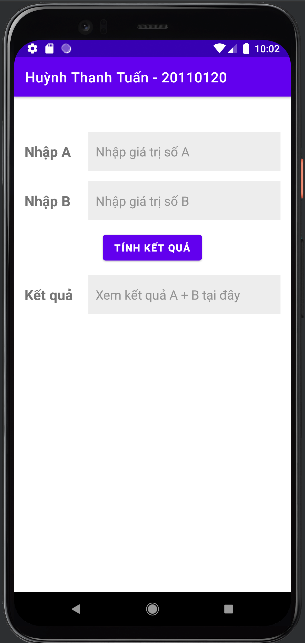 10:02
Huỳnh Thanh Tuấn - 20110120
Nhập A Nhập giá trị số A
Nhập B Nhập giá trị số B
TÍNH KẾT QUẢ
Kết quả Xem kết quả A + B tại đây